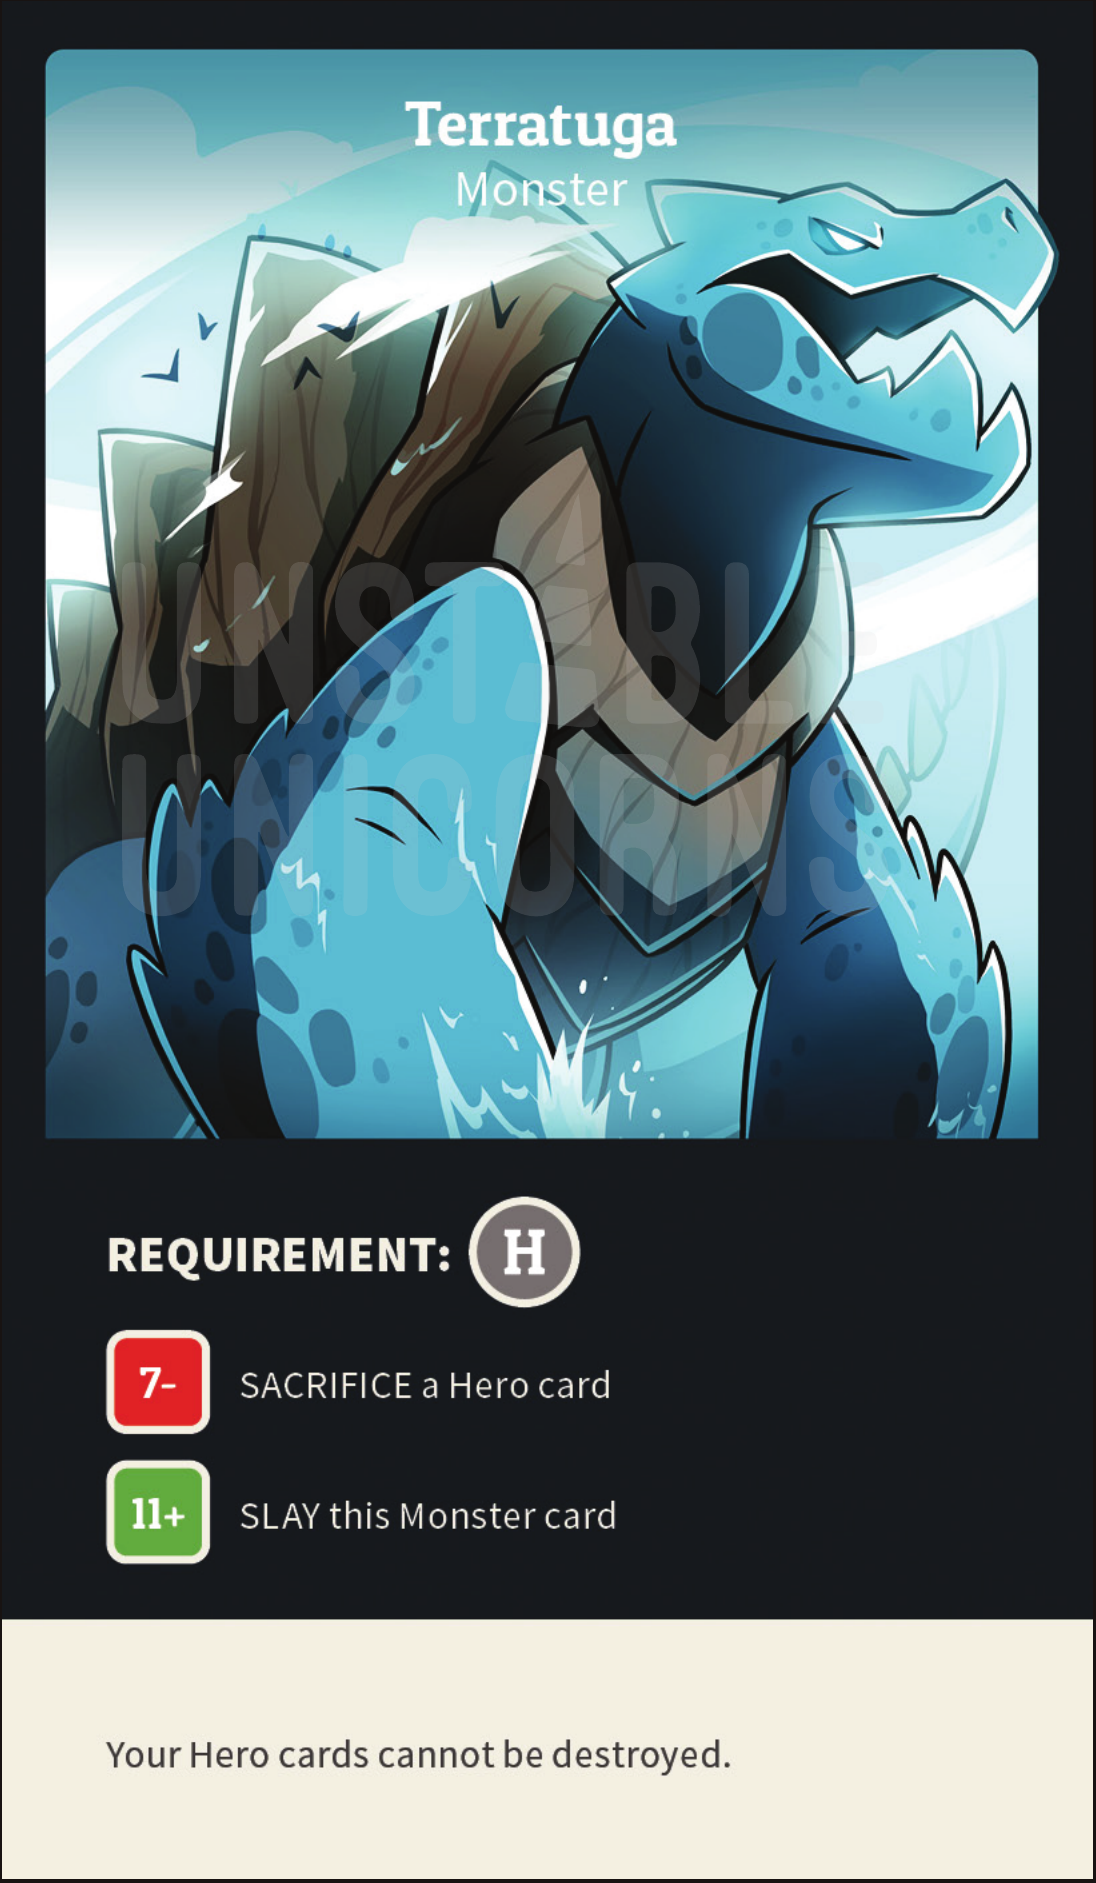 Terratuga
Monster
UNSTABLE
UNICORNS
REQUIREMENT: H
7- SACRIFICE a Hero card
11+ SLAY this Monster card
Your Hero cards cannot be destroyed.